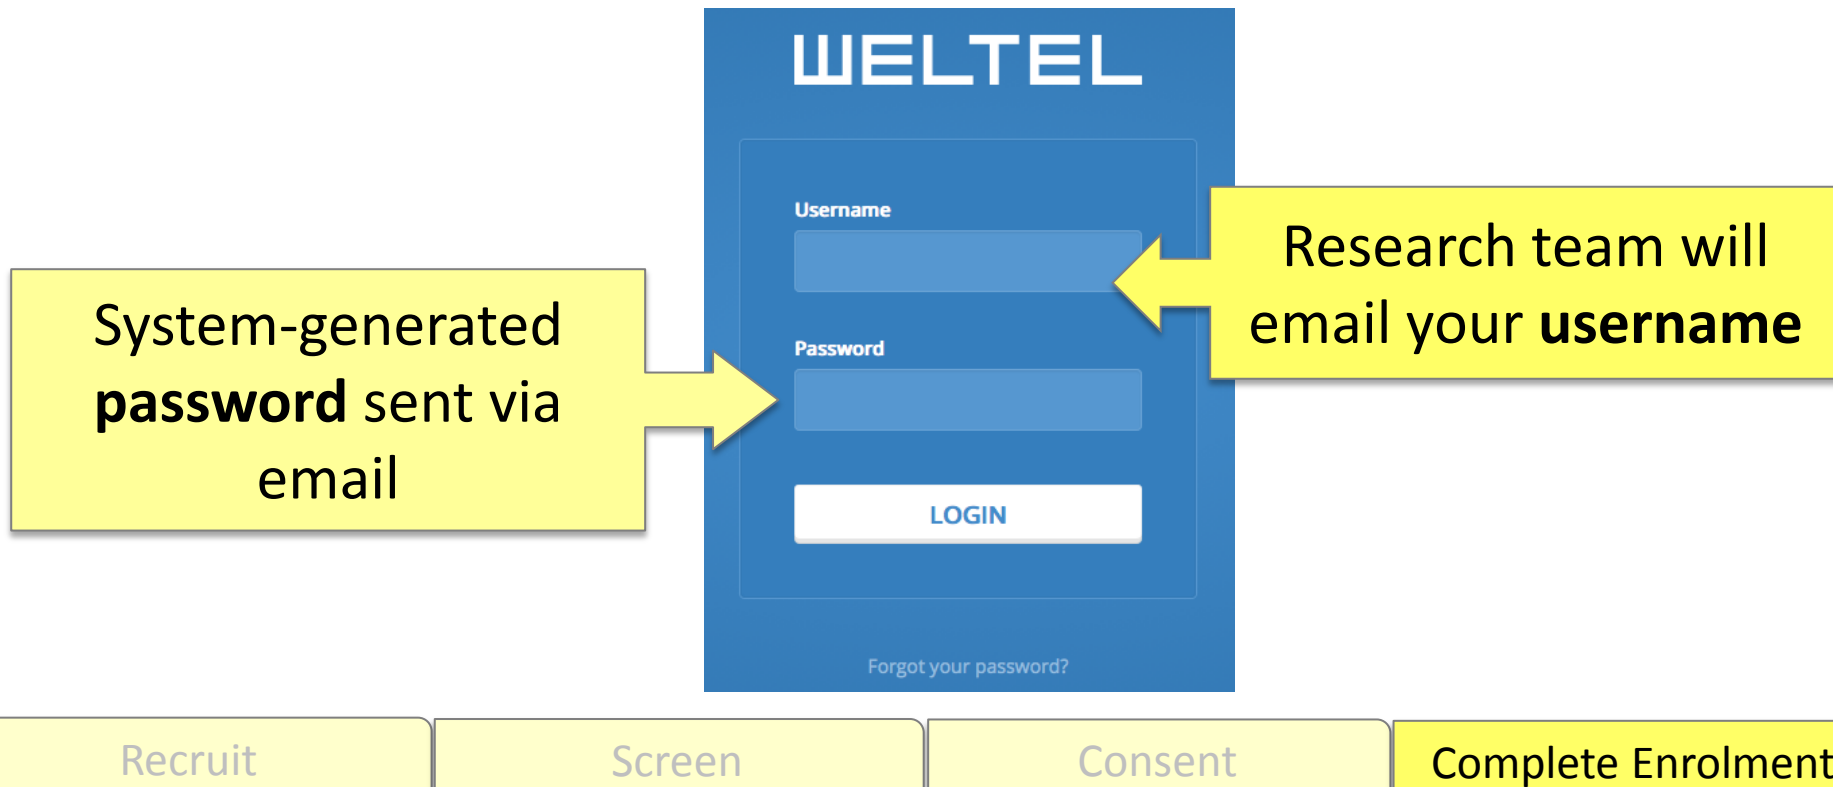 WELTEL
Username
Research team will
email your username
System-generated
password sent via
email
Password
LOGIN
Forgot your password?
Recruit
Screen
Consent
Complete Enrolment